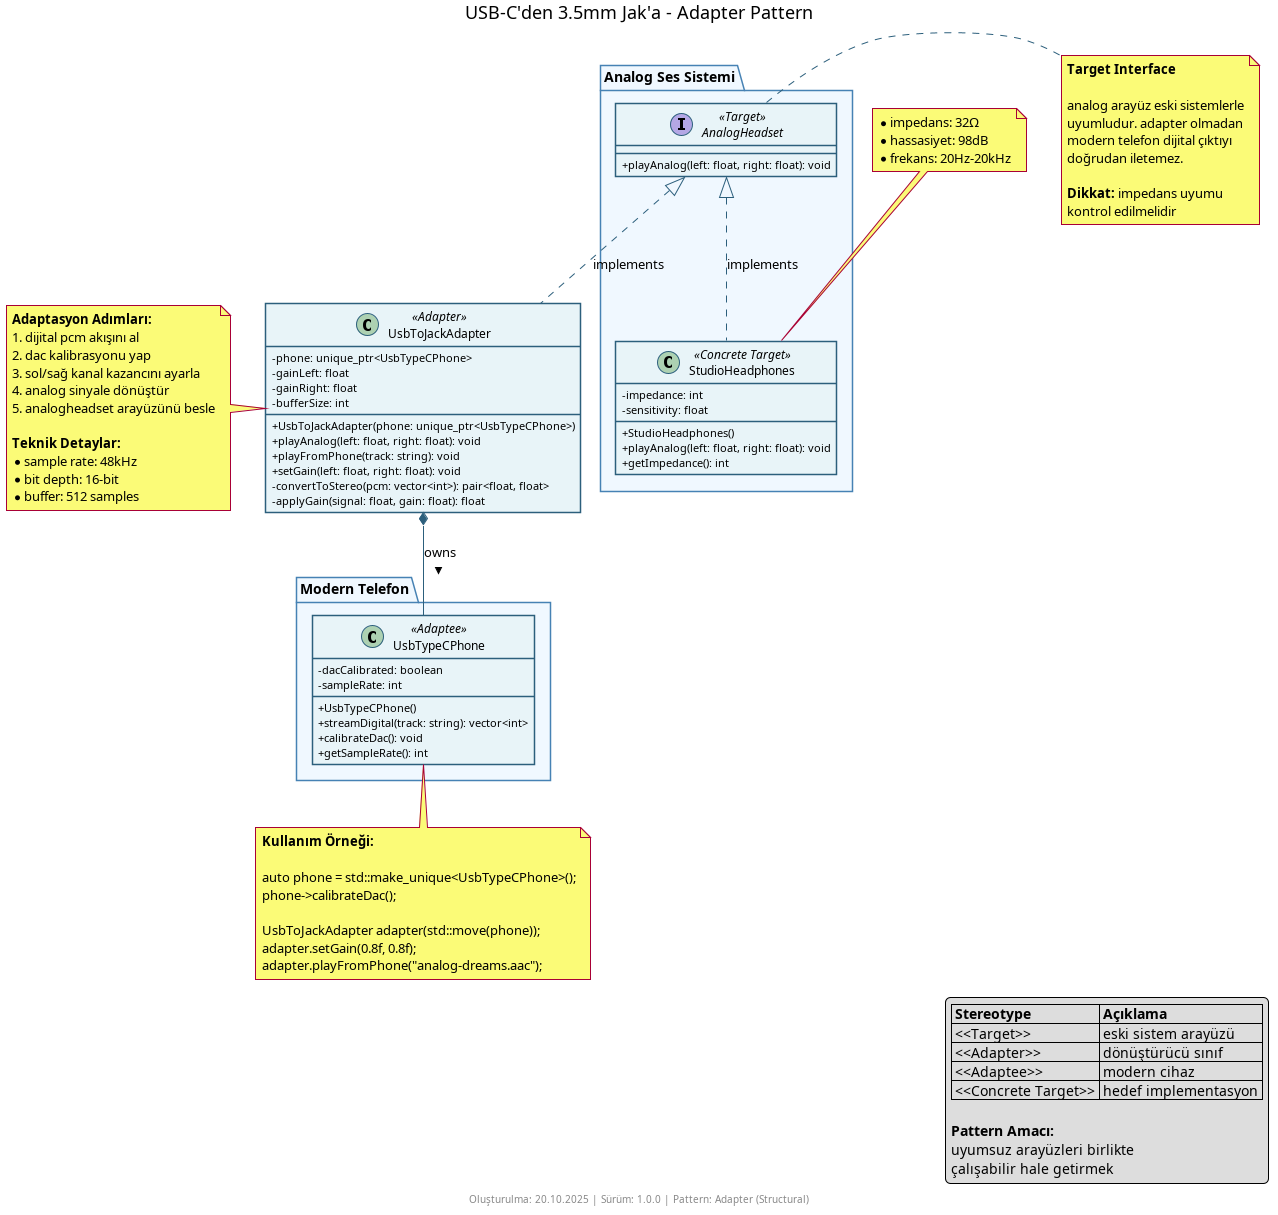 USB-C'den 3.5mm Jak'a - Adapter Pattern
Analog Ses Sistemi
«Target»
AnalogHeadset
+playAnalog(left: float, right: float): void
• impedans: 32Ω
• hassasiyet: 98dB
• frekans: 20Hz-20kHz
Target Interface
analog arayüz eski sistemlerle
uyumludur. adapter olmadan
modern telefon dijital çıktıyı
doğrudan iletemez.
Dikkat: impedans uyumu
kontrol edilmelidir
implements
implements
Adaptasyon Adımları:
1. dijital pcm akışını al
2. dac kalibrasyonu yap
3. sol/sağ kanal kazancını ayarla
4. analog sinyale dönüştür
5. analogheadset arayüzünü besle
Teknik Detaylar:
• sample rate: 48kHz
• bit depth: 16-bit
• buffer: 512 samples
«Adapter»
UsbToJackAdapter
-phone: unique_ptr<UsbTypeCPhone>
-gainLeft: float
-gainRight: float
-bufferSize: int
+UsbToJackAdapter(phone: unique_ptr<UsbTypeCPhone>)
+playAnalog(left: float, right: float): void
+playFromPhone(track: string): void
+setGain(left: float, right: float): void
-convertToStereo(pcm: vector<int>): pair<float, float>
-applyGain(signal: float, gain: float): float
«Concrete Target»
StudioHeadphones
-impedance: int
-sensitivity: float
+StudioHeadphones()
+playAnalog(left: float, right: float): void
+getImpedance(): int
owns
Modern Telefon
«Adaptee»
UsbTypeCPhone
-dacCalibrated: boolean
-sampleRate: int
+UsbTypeCPhone()
+streamDigital(track: string): vector<int>
+calibrateDac(): void
+getSampleRate(): int
Kullanım Örneği:
auto phone = std::make_unique<UsbTypeCPhone>();
phone->calibrateDac();
UsbToJackAdapter adapter(std::move(phone));
adapter.setGain(0.8f, 0.8f);
adapter.playFromPhone("analog-dreams.aac");
Stereotype Açıklama
<<Target>> eski sistem arayüzü
<<Adapter>> dönüştürücü sınıf
<<Adaptee>> modern cihaz
<<Concrete Target>> hedef implementasyon
Pattern Amacı:
uyumsuz arayüzleri birlikte
çalışabilir hale getirmek
Oluşturulma: 20.10.2025 | Sürüm: 1.0.0 | Pattern: Adapter (Structural)